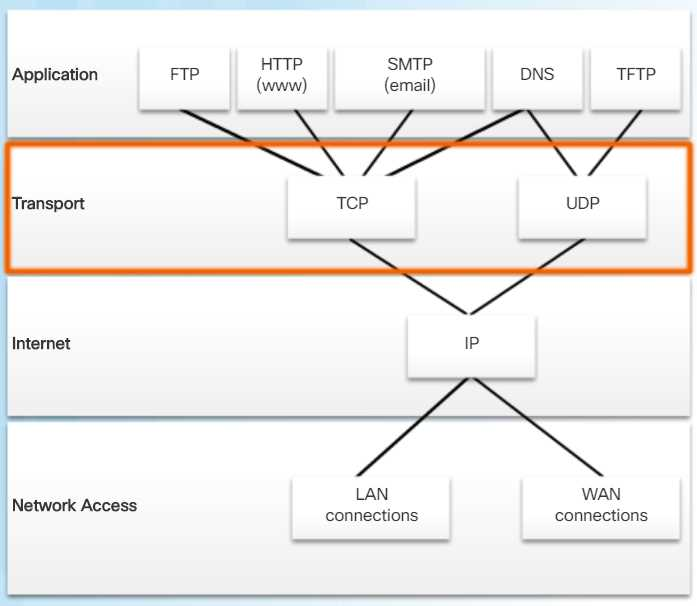 Application
FTP
HTTP
(www)
SMTP
(email)
DNS
TFTP
Transport
TCP
UDP
Internet
IP
Network Access
LAN
connections
WAN
connections